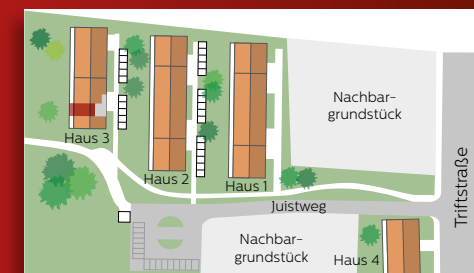 Nachbar-
grundstück
Haus 3
Haus 2
Haus 1
Juistweg
Triftstraße
Nachbar-
grundstück
Haus 4